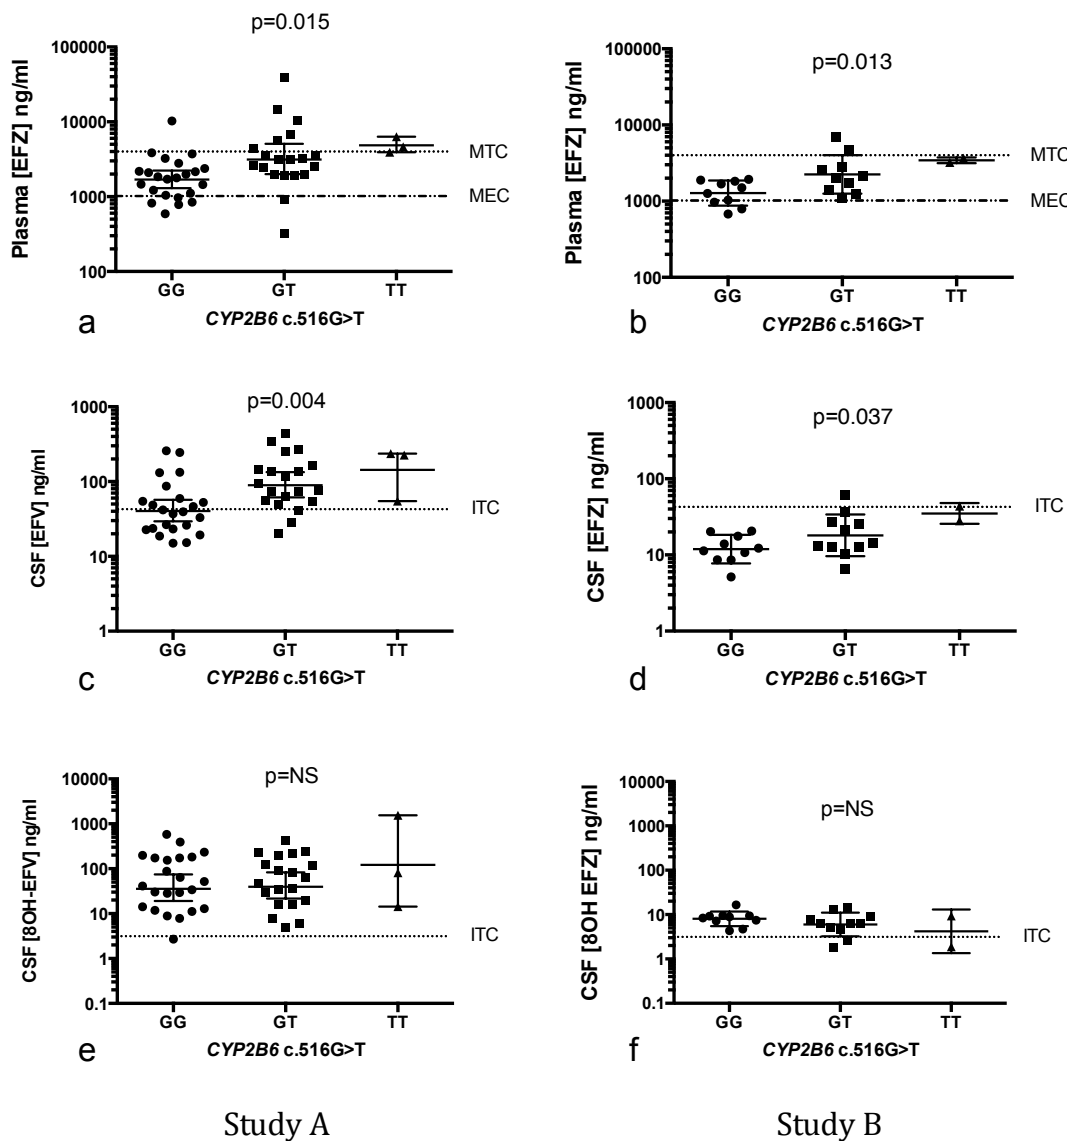 p=0.015
100000
10000
1000
100
Plasma [EFZ] ng/ml
MTC
MEC
GG GT TT
CYP2B6 c.516G>T
a
p=0.013
100000
10000
1000
100
Plasma [EFZ] ng/ml
MTC
MEC
GG GT TT
CYP2B6 c.516G>T
b
p=0.004
1000
100
10
1
CSF [EFV] ng/ml
ITC
GG GT TT
CYP2B6 c.516G>T
c
p=0.037
1000
100
10
1
CSF [EFZ] ng/ml
ITC
GG GT TT
CYP2B6 c.516G>T
d
p=NS
10000
1000
100
10
1
0.1
CSF [8OH-EFV] ng/ml
ITC
GG GT TT
CYP2B6 c.516G>T
e
p=NS
10000
1000
100
10
1
0.1
CSF [8OH EFZ] ng/ml
ITC
GG GT TT
CYP2B6 c.516G>T
f
Study A
Study B